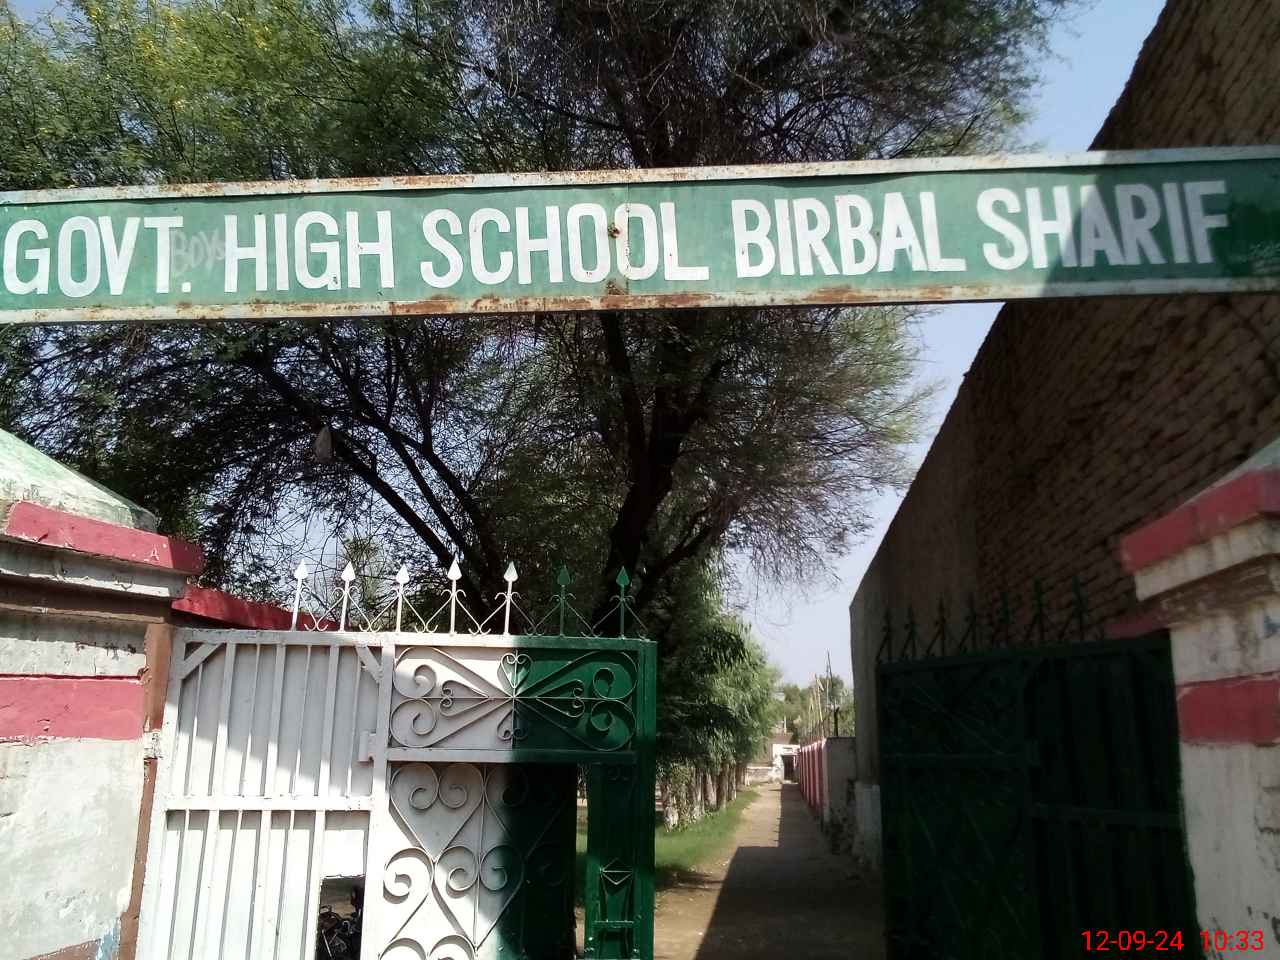 GOVT. Boys HIGH SCHOOL BIRBAL SHARIF
12-09-24 10:33